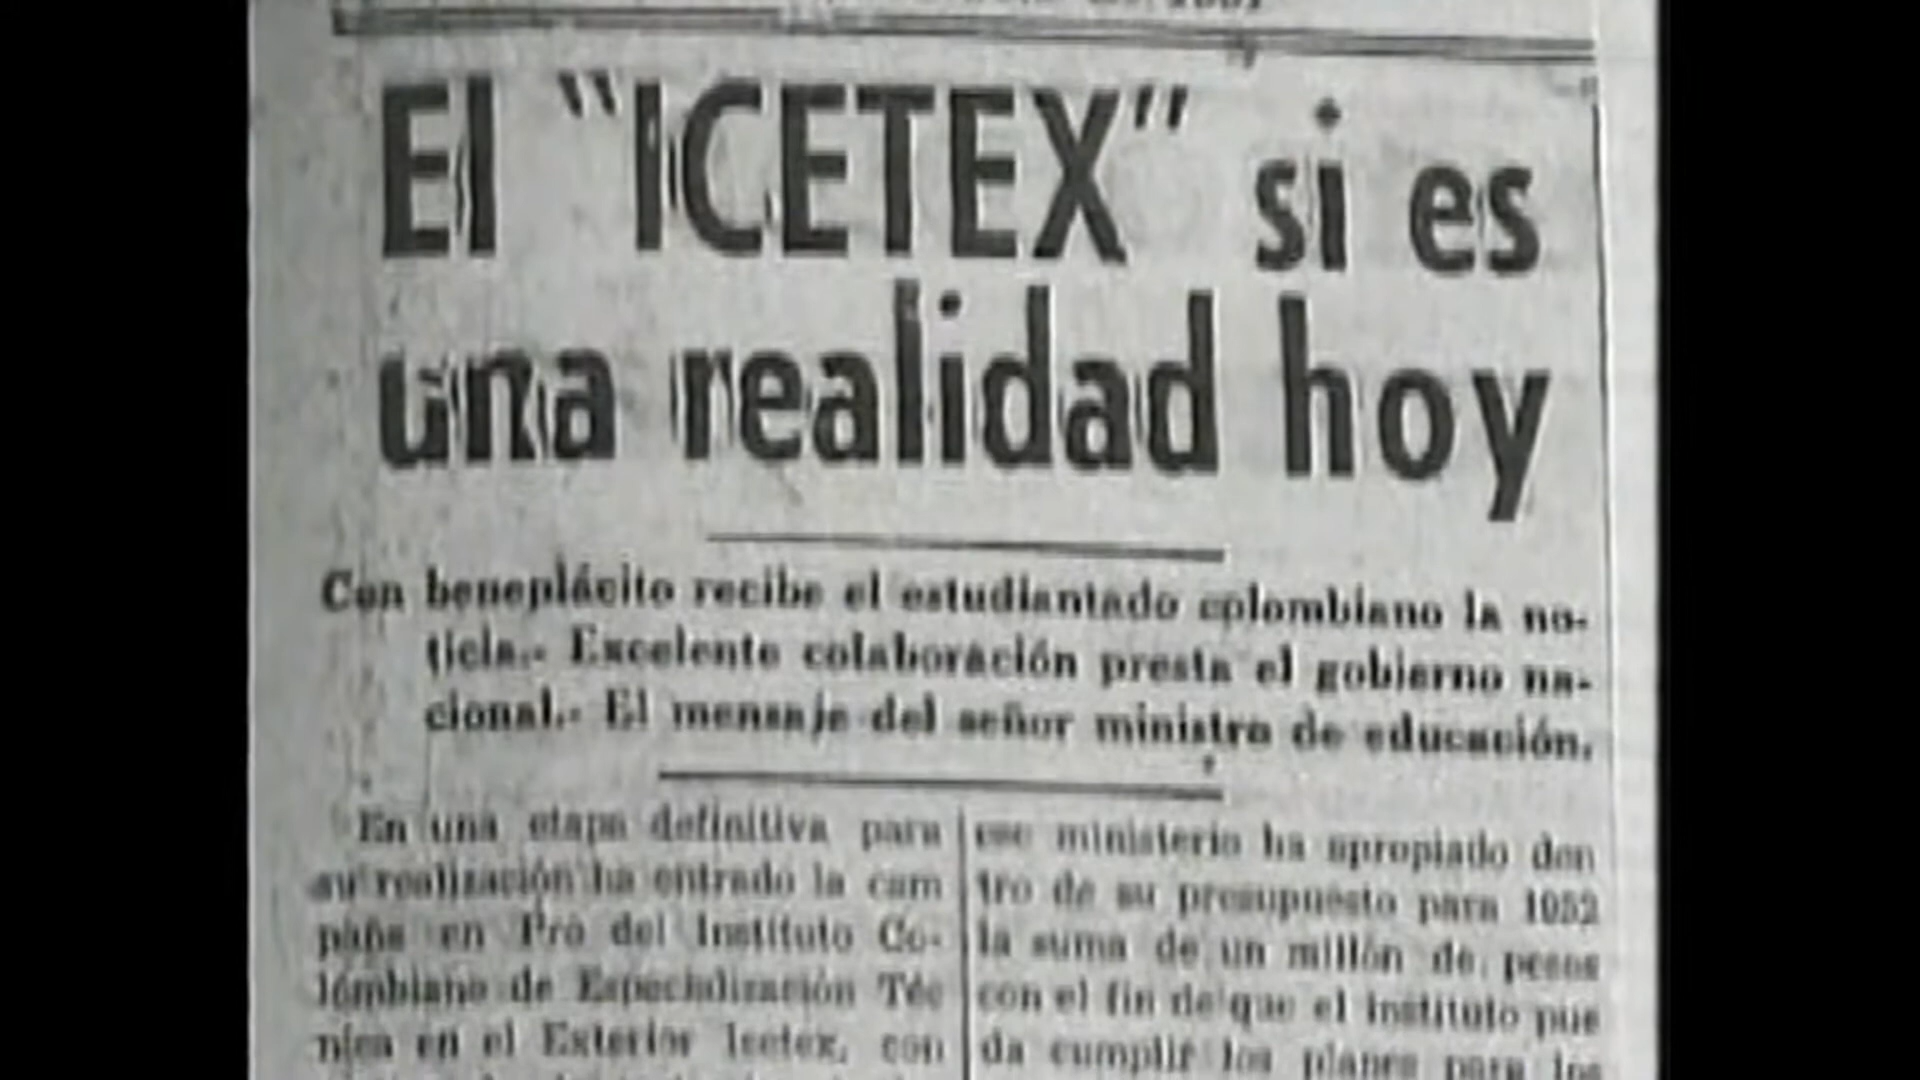 El "ICETEX" si es
una realidad hoy
Con beneplácito recibe el estudiantado colombiano la no-
ticia.- Excelente colaboración presta el gobierno na-
cional.- El mensaje del señor ministro de educación.
En una etapa definitiva para
su realización ha entrado la cam
paña en Pro del Instituto Co-
lombiano de Especialización Téc
nica en el Exterior Icetex, con
ese ministerio ha apropiado den
tro de su presupuesto para 1952
la suma de un millón de pesos
con el fin de que el instituto pue
da cumplir los planes para los